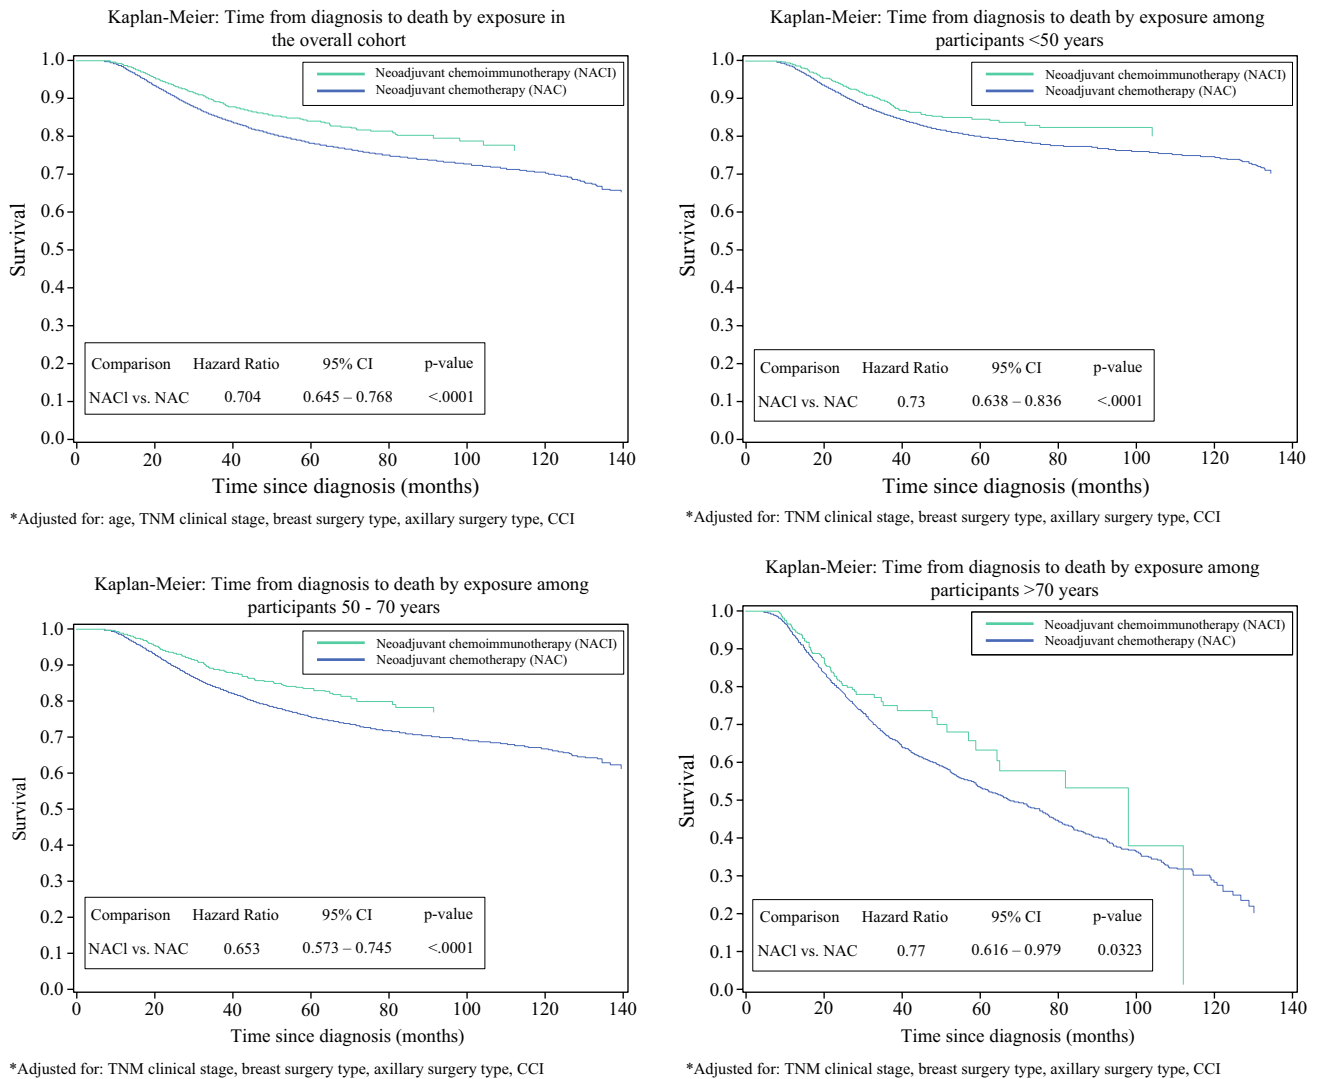 Kaplan-Meier: Time from diagnosis to death by exposure in
the overall cohort
Neoadjuvant chemoimmunotherapy (NACI)
Neoadjuvant chemotherapy (NAC)
1.0
0.9
0.8
0.7
0.6
0.5
0.4
0.3
0.2
0.1
0.0
Survival
Comparison Hazard Ratio 95% CI p-value
NACl vs. NAC 0.704 0.645 – 0.768 <.0001
0 20 40 60 80 100 120 140
Time since diagnosis (months)
*Adjusted for: age, TNM clinical stage, breast surgery type, axillary surgery type, CCI
Kaplan-Meier: Time from diagnosis to death by exposure among
participants <50 years
Neoadjuvant chemoimmunotherapy (NACI)
Neoadjuvant chemotherapy (NAC)
1.0
0.9
0.8
0.7
0.6
0.5
0.4
0.3
0.2
0.1
0.0
Survival
Comparison Hazard Ratio 95% CI p-value
NACl vs. NAC 0.73 0.638 – 0.836 <.0001
0 20 40 60 80 100 120 140
Time since diagnosis (months)
*Adjusted for: TNM clinical stage, breast surgery type, axillary surgery type, CCI
Kaplan-Meier: Time from diagnosis to death by exposure among
participants 50 - 70 years
Neoadjuvant chemoimmunotherapy (NACI)
Neoadjuvant chemotherapy (NAC)
1.0
0.9
0.8
0.7
0.6
0.5
0.4
0.3
0.2
0.1
0.0
Survival
Comparison Hazard Ratio 95% CI p-value
NACl vs. NAC 0.653 0.573 – 0.745 <.0001
0 20 40 60 80 100 120 140
Time since diagnosis (months)
*Adjusted for: TNM clinical stage, breast surgery type, axillary surgery type, CCI
Kaplan-Meier: Time from diagnosis to death by exposure among
participants >70 years
Neoadjuvant chemoimmunotherapy (NACI)
Neoadjuvant chemotherapy (NAC)
1.0
0.9
0.8
0.7
0.6
0.5
0.4
0.3
0.2
0.1
0.0
Survival
Comparison Hazard Ratio 95% CI p-value
NACl vs. NAC 0.77 0.616 – 0.979 0.0323
0 20 40 60 80 100 120 140
Time since diagnosis (months)
*Adjusted for: TNM clinical stage, breast surgery type, axillary surgery type, CCI